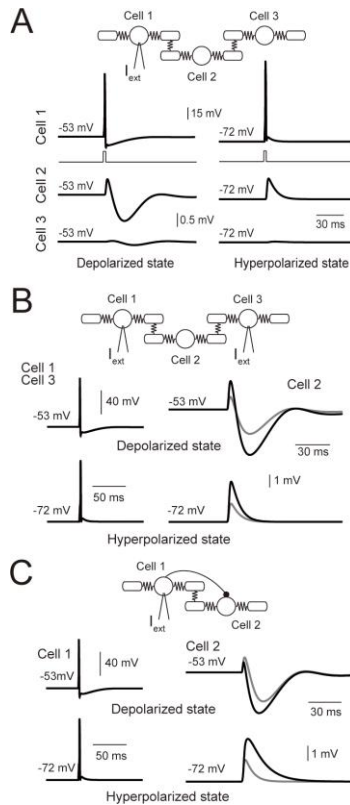 A
Cell 1
Cell 3
I ext
Cell 2
Cell 1
-53 mV
15 mV
-72 mV
Cell 2
-53 mV
-72 mV
0.5 mV
30 ms
Cell 3
-53 mV
-72 mV
Depolarized state
Hyperpolarized state
B
Cell 1
Cell 3
I ext
Cell 2
I ext
Cell 1
Cell 3
Cell 2
-53 mV
40 mV
-53 mV
Depolarized state
30 ms
50 ms
1 mV
-72 mV
-72 mV
Hyperpolarized state
C
Cell 1
I ext
Cell 2
Cell 1
Cell 2
-53mV
40 mV
-53 mV
Depolarized state
30 ms
50 ms
1 mV
-72 mV
-72 mV
Hyperpolarized state